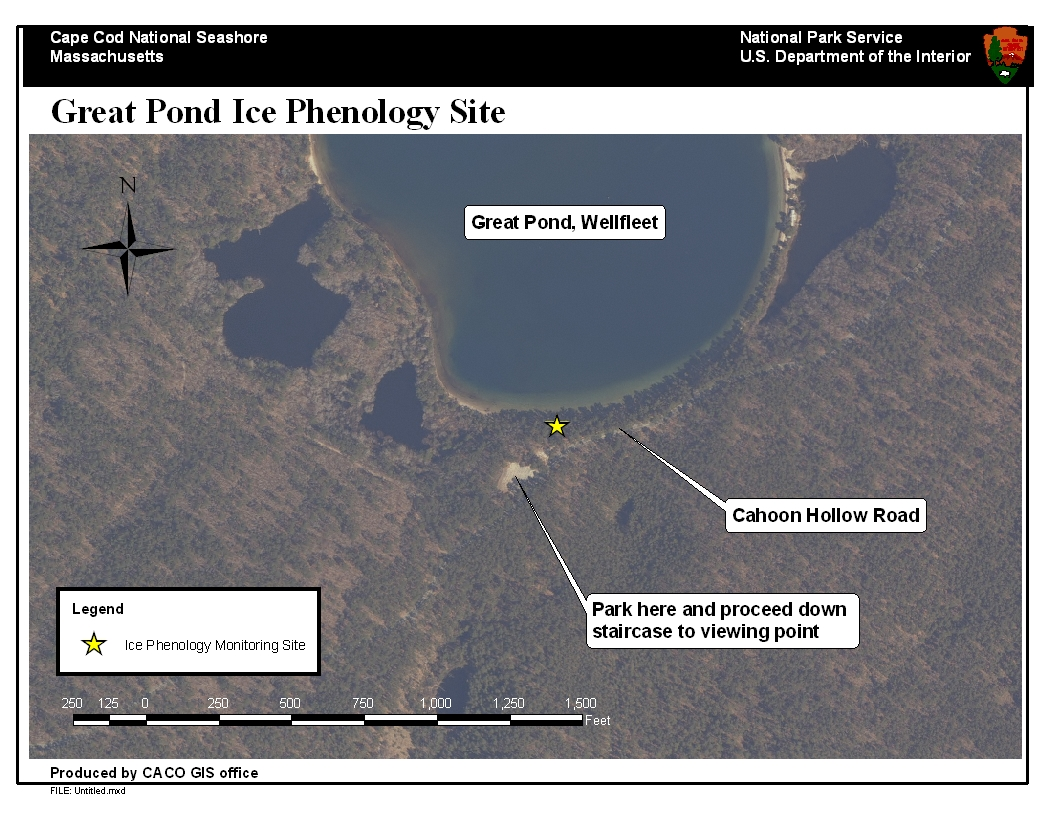 Cape Cod National Seashore
Massachusetts
National Park Service
U.S. Department of the Interior
Great Pond Ice Phenology Site
N
Great Pond, Wellfleet
Cahoon Hollow Road
Park here and proceed down
staircase to viewing point
Legend
Ice Phenology Monitoring Site
250 125 0 250 500 750 1,000 1,250 1,500
Feet
Produced by CACO GIS office
FILE: Untitled.mxd